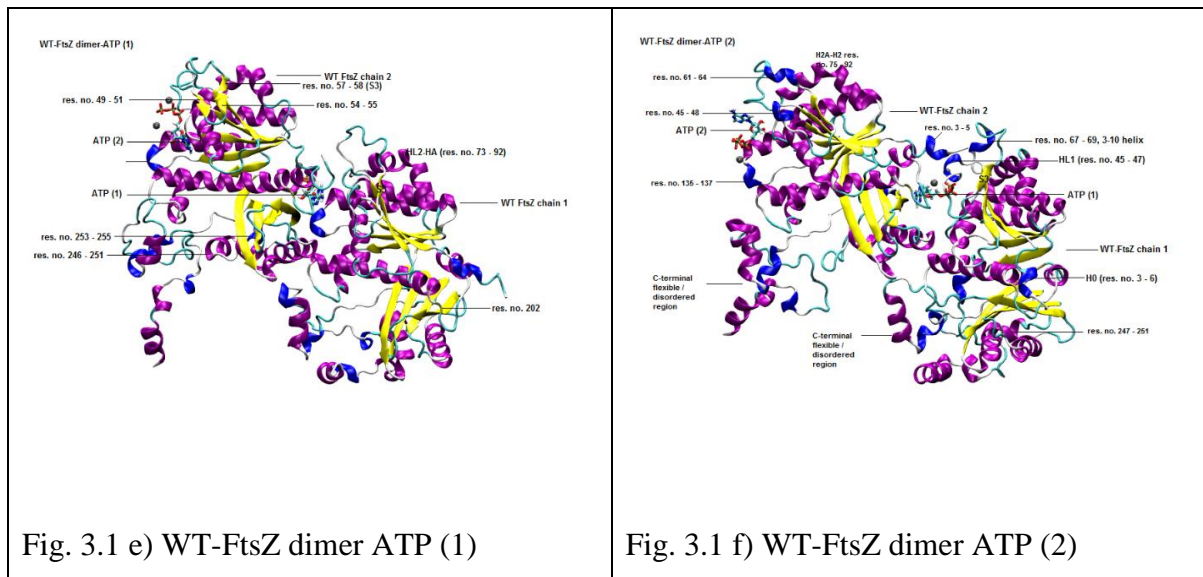 WT-FtsZ dimer-ATP (1)
WT FtsZ chain 2
res. no. 57 - 58 (S3)
res. no. 49 - 51
res. no. 54 - 55
ATP (2)
HL2-HA (res. no. 73 - 92)
ATP (1)
S3
WT FtsZ chain 1
res. no. 253 - 255
res. no. 246 - 251
res. no. 202
Fig. 3.1 e) WT-FtsZ dimer ATP (1)
WT-FtsZ dimer-ATP (2)
H2A-H2 res.
no. 75 - 92
res. no. 61 - 64
WT-FtsZ chain 2
res. no. 45 - 48
res. no. 3 - 5
ATP (2)
res. no. 67 - 69, 3-10 helix
HL1 (res. no. 45 - 47)
res. no. 135 - 137
S3
ATP (1)
WT-FtsZ chain 1
H0 (res. no. 3 - 6)
C-terminal
flexible /
disordered
region
res. no. 247 - 251
C-terminal
flexible /
disordered
region
Fig. 3.1 f) WT-FtsZ dimer ATP (2)